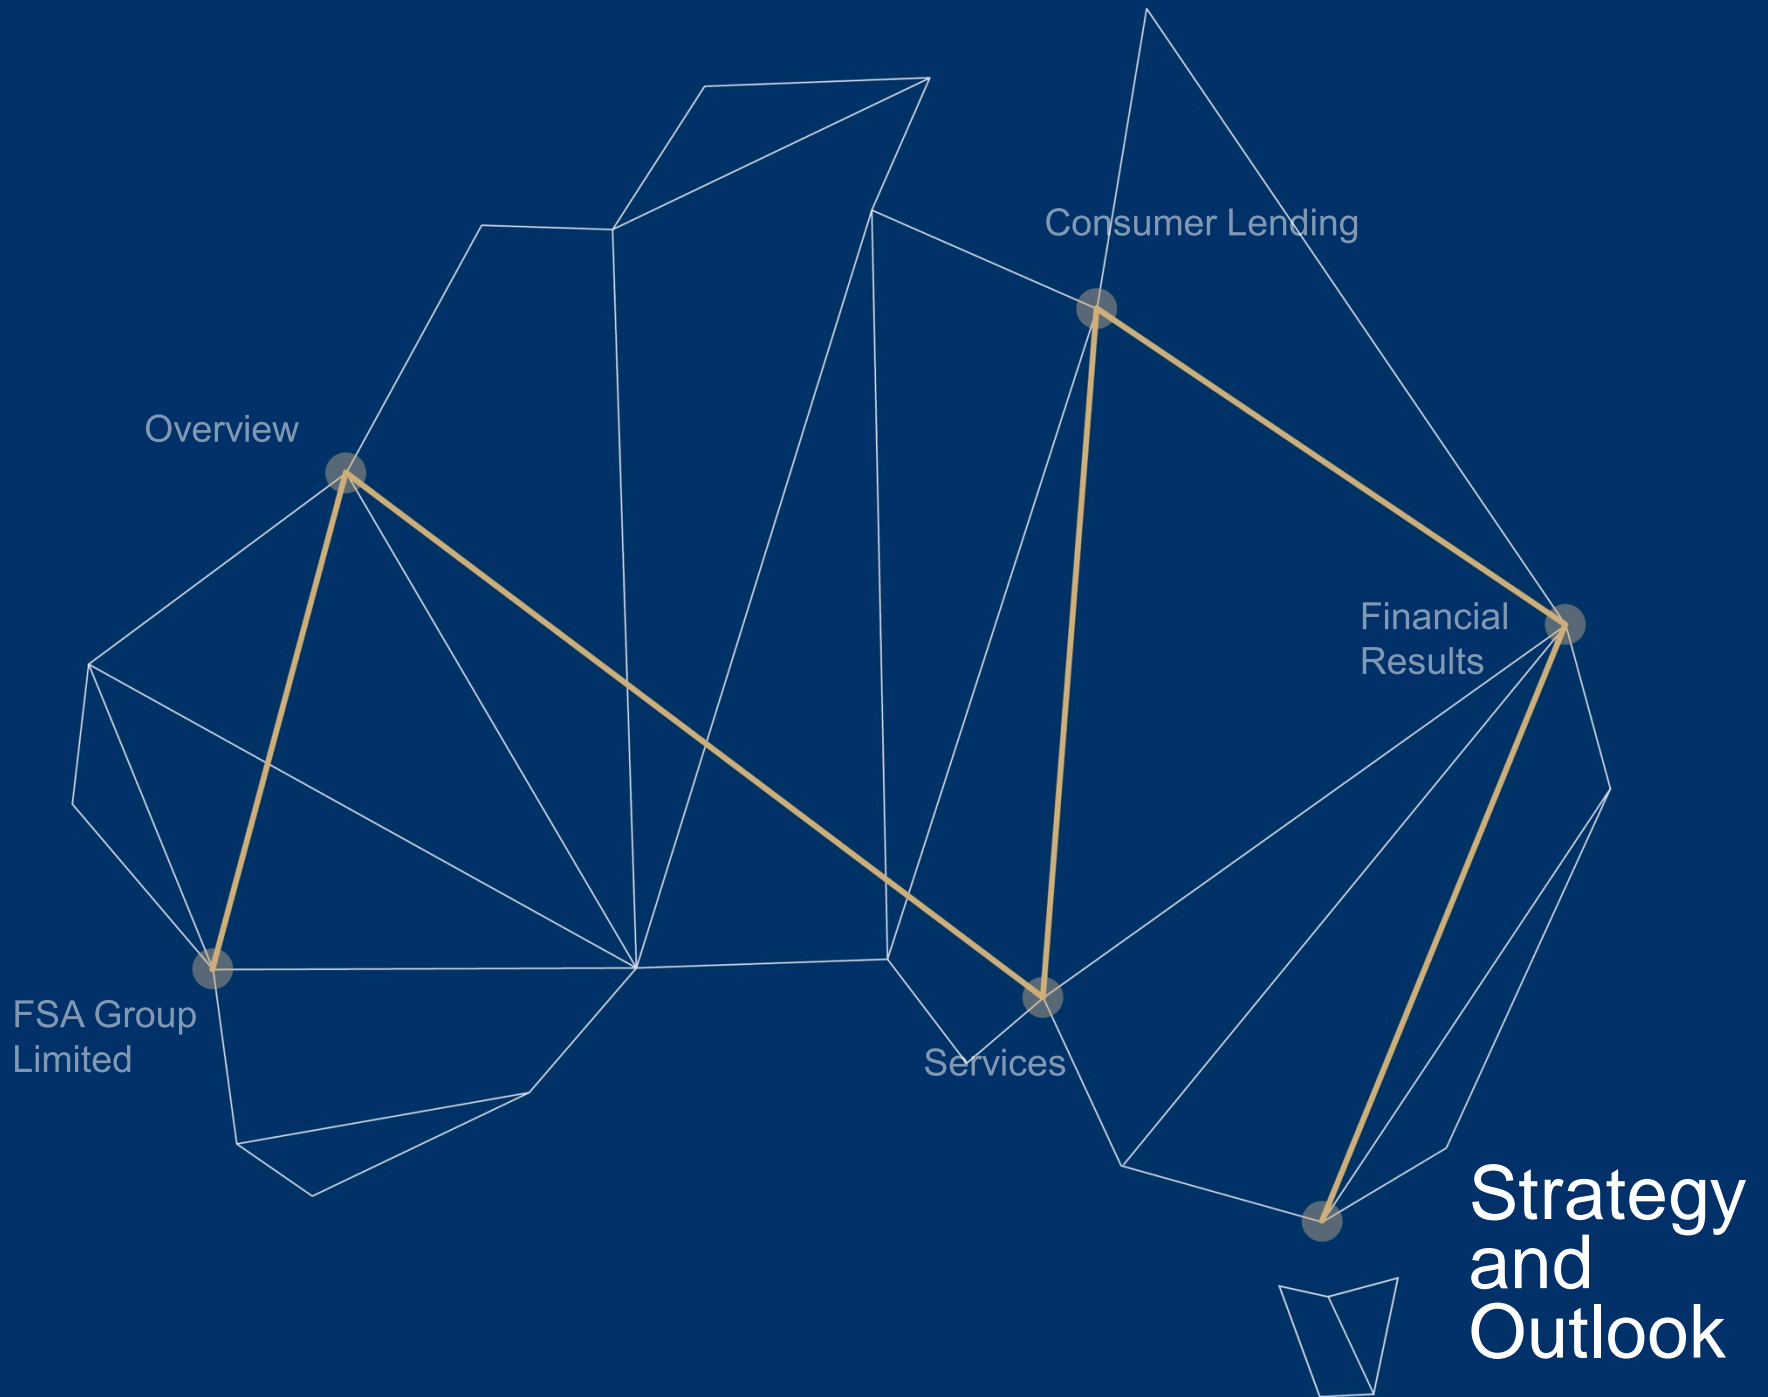 Consumer Lending
Overview
Financial
Results
FSA Group
Limited
Services
Strategy
and
Outlook